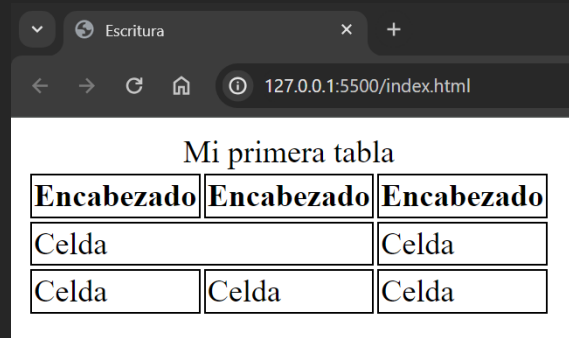 Escritura
127.0.0.1:5500/index.html
Mi primera tabla
Encabezado Encabezado Encabezado
Celda Celda
Celda Celda Celda